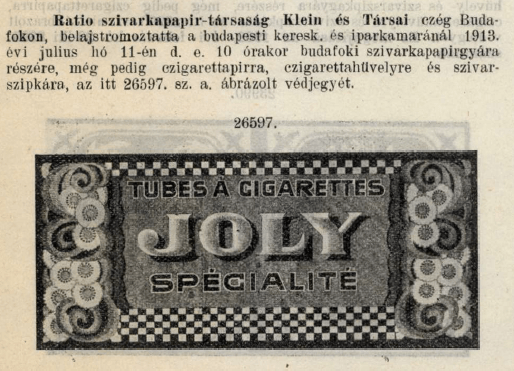 Ratio szivarkapapir-társaság Klein és Társai czég Buda-
fokon, belajstromoztatta a budapesti keresk. és iparkamaránál 1913.
évi julius hó 11-én d. e. 10 órakor budafoki szivarkapapirgyára
részére, még pedig czigarettapirra, czigarettahüvelyre és szivar-
szipkára, az itt 26597. sz. a. ábrázolt védjegyét.
26597.
TUBES À CIGARETTES
JOLY
SPÉCIALITÉ